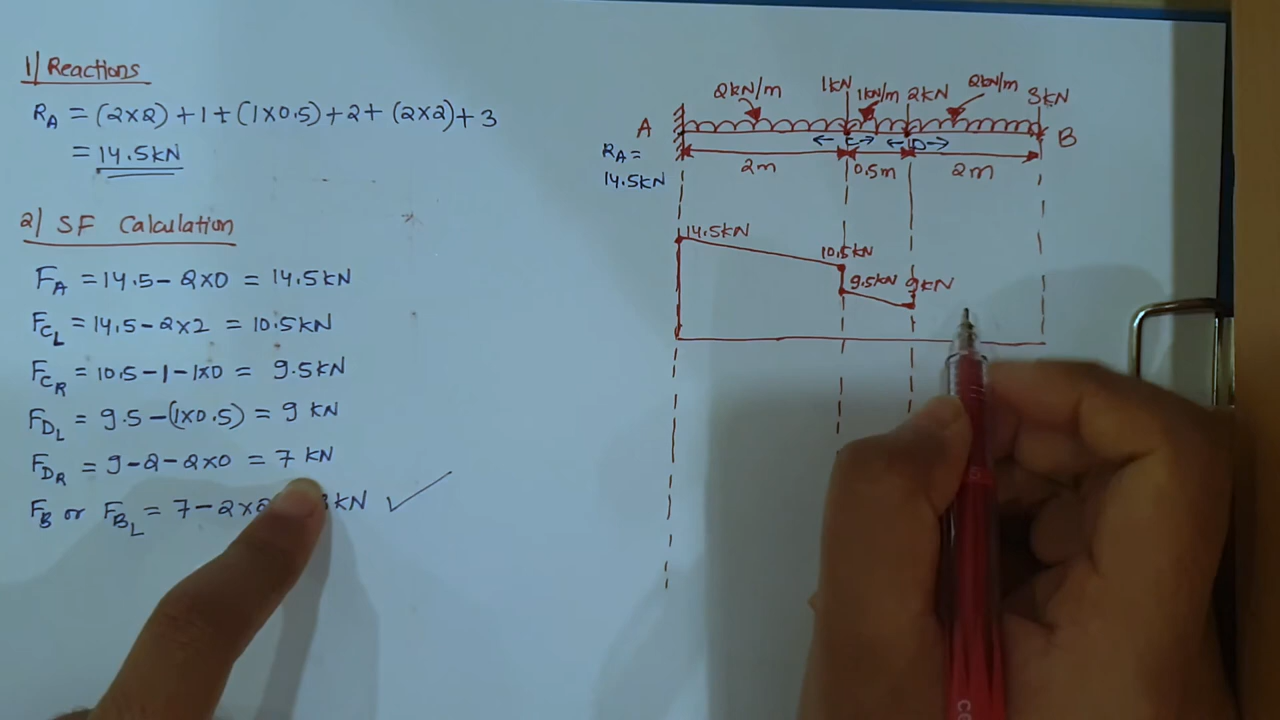 1) Reactions
RA = (2×2) + 1 + (1×0.5) + 2 + (2×2) + 3
= 14.5kN
2) SF Calculation
FA = 14.5 - 2×0 = 14.5kN
FCL = 14.5 - 2×2 = 10.5kN
FCR = 10.5 - 1 - 1×0 = 9.5kN
FDL = 9.5 - (1×0.5) = 9 kN
FDR = 9 - 2 - 2×0 = 7 kN
FB or FBL = 7 - 2×2 3kN ✓
2kN/m 1kN 1kN/m 2kN 2kN/m 3kN
A B
← C → ← D →
RA =
14.5kN
2m 0.5m 2m
14.5kN
10.5kN
9.5kN 9kN